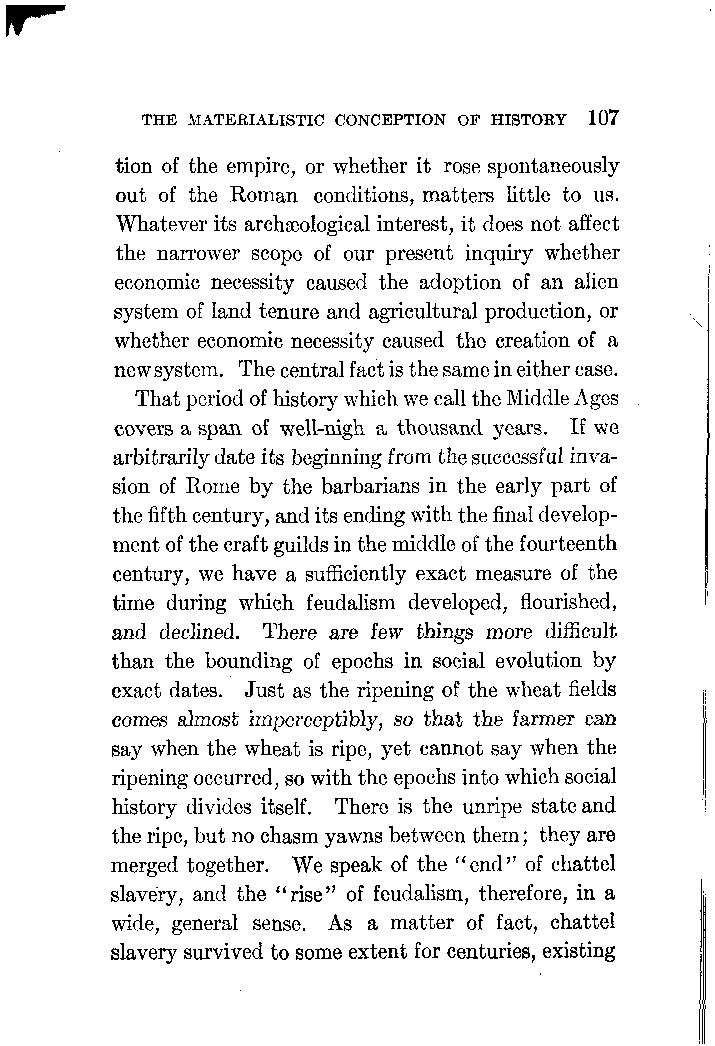 THE MATERIALISTIC CONCEPTION OF HISTORY 107
tion of the empire, or whether it rose spontaneously
out of the Roman conditions, matters little to us.
Whatever its archæological interest, it does not affect
the narrower scope of our present inquiry whether
economic necessity caused the adoption of an alien
system of land tenure and agricultural production, or
whether economic necessity caused the creation of a
new system. The central fact is the same in either case.
That period of history which we call the Middle Ages
covers a span of well-nigh a thousand years. If we
arbitrarily date its beginning from the successful inva-
sion of Rome by the barbarians in the early part of
the fifth century, and its ending with the final develop-
ment of the craft guilds in the middle of the fourteenth
century, we have a sufficiently exact measure of the
time during which feudalism developed, flourished,
and declined. There are few things more difficult
than the bounding of epochs in social evolution by
exact dates. Just as the ripening of the wheat fields
comes almost imperceptibly, so that the farmer can
say when the wheat is ripe, yet cannot say when the
ripening occurred, so with the epochs into which social
history divides itself. There is the unripe state and
the ripe, but no chasm yawns between them; they are
merged together. We speak of the "end" of chattel
slavery, and the "rise" of feudalism, therefore, in a
wide, general sense. As a matter of fact, chattel
slavery survived to some extent for centuries, existing